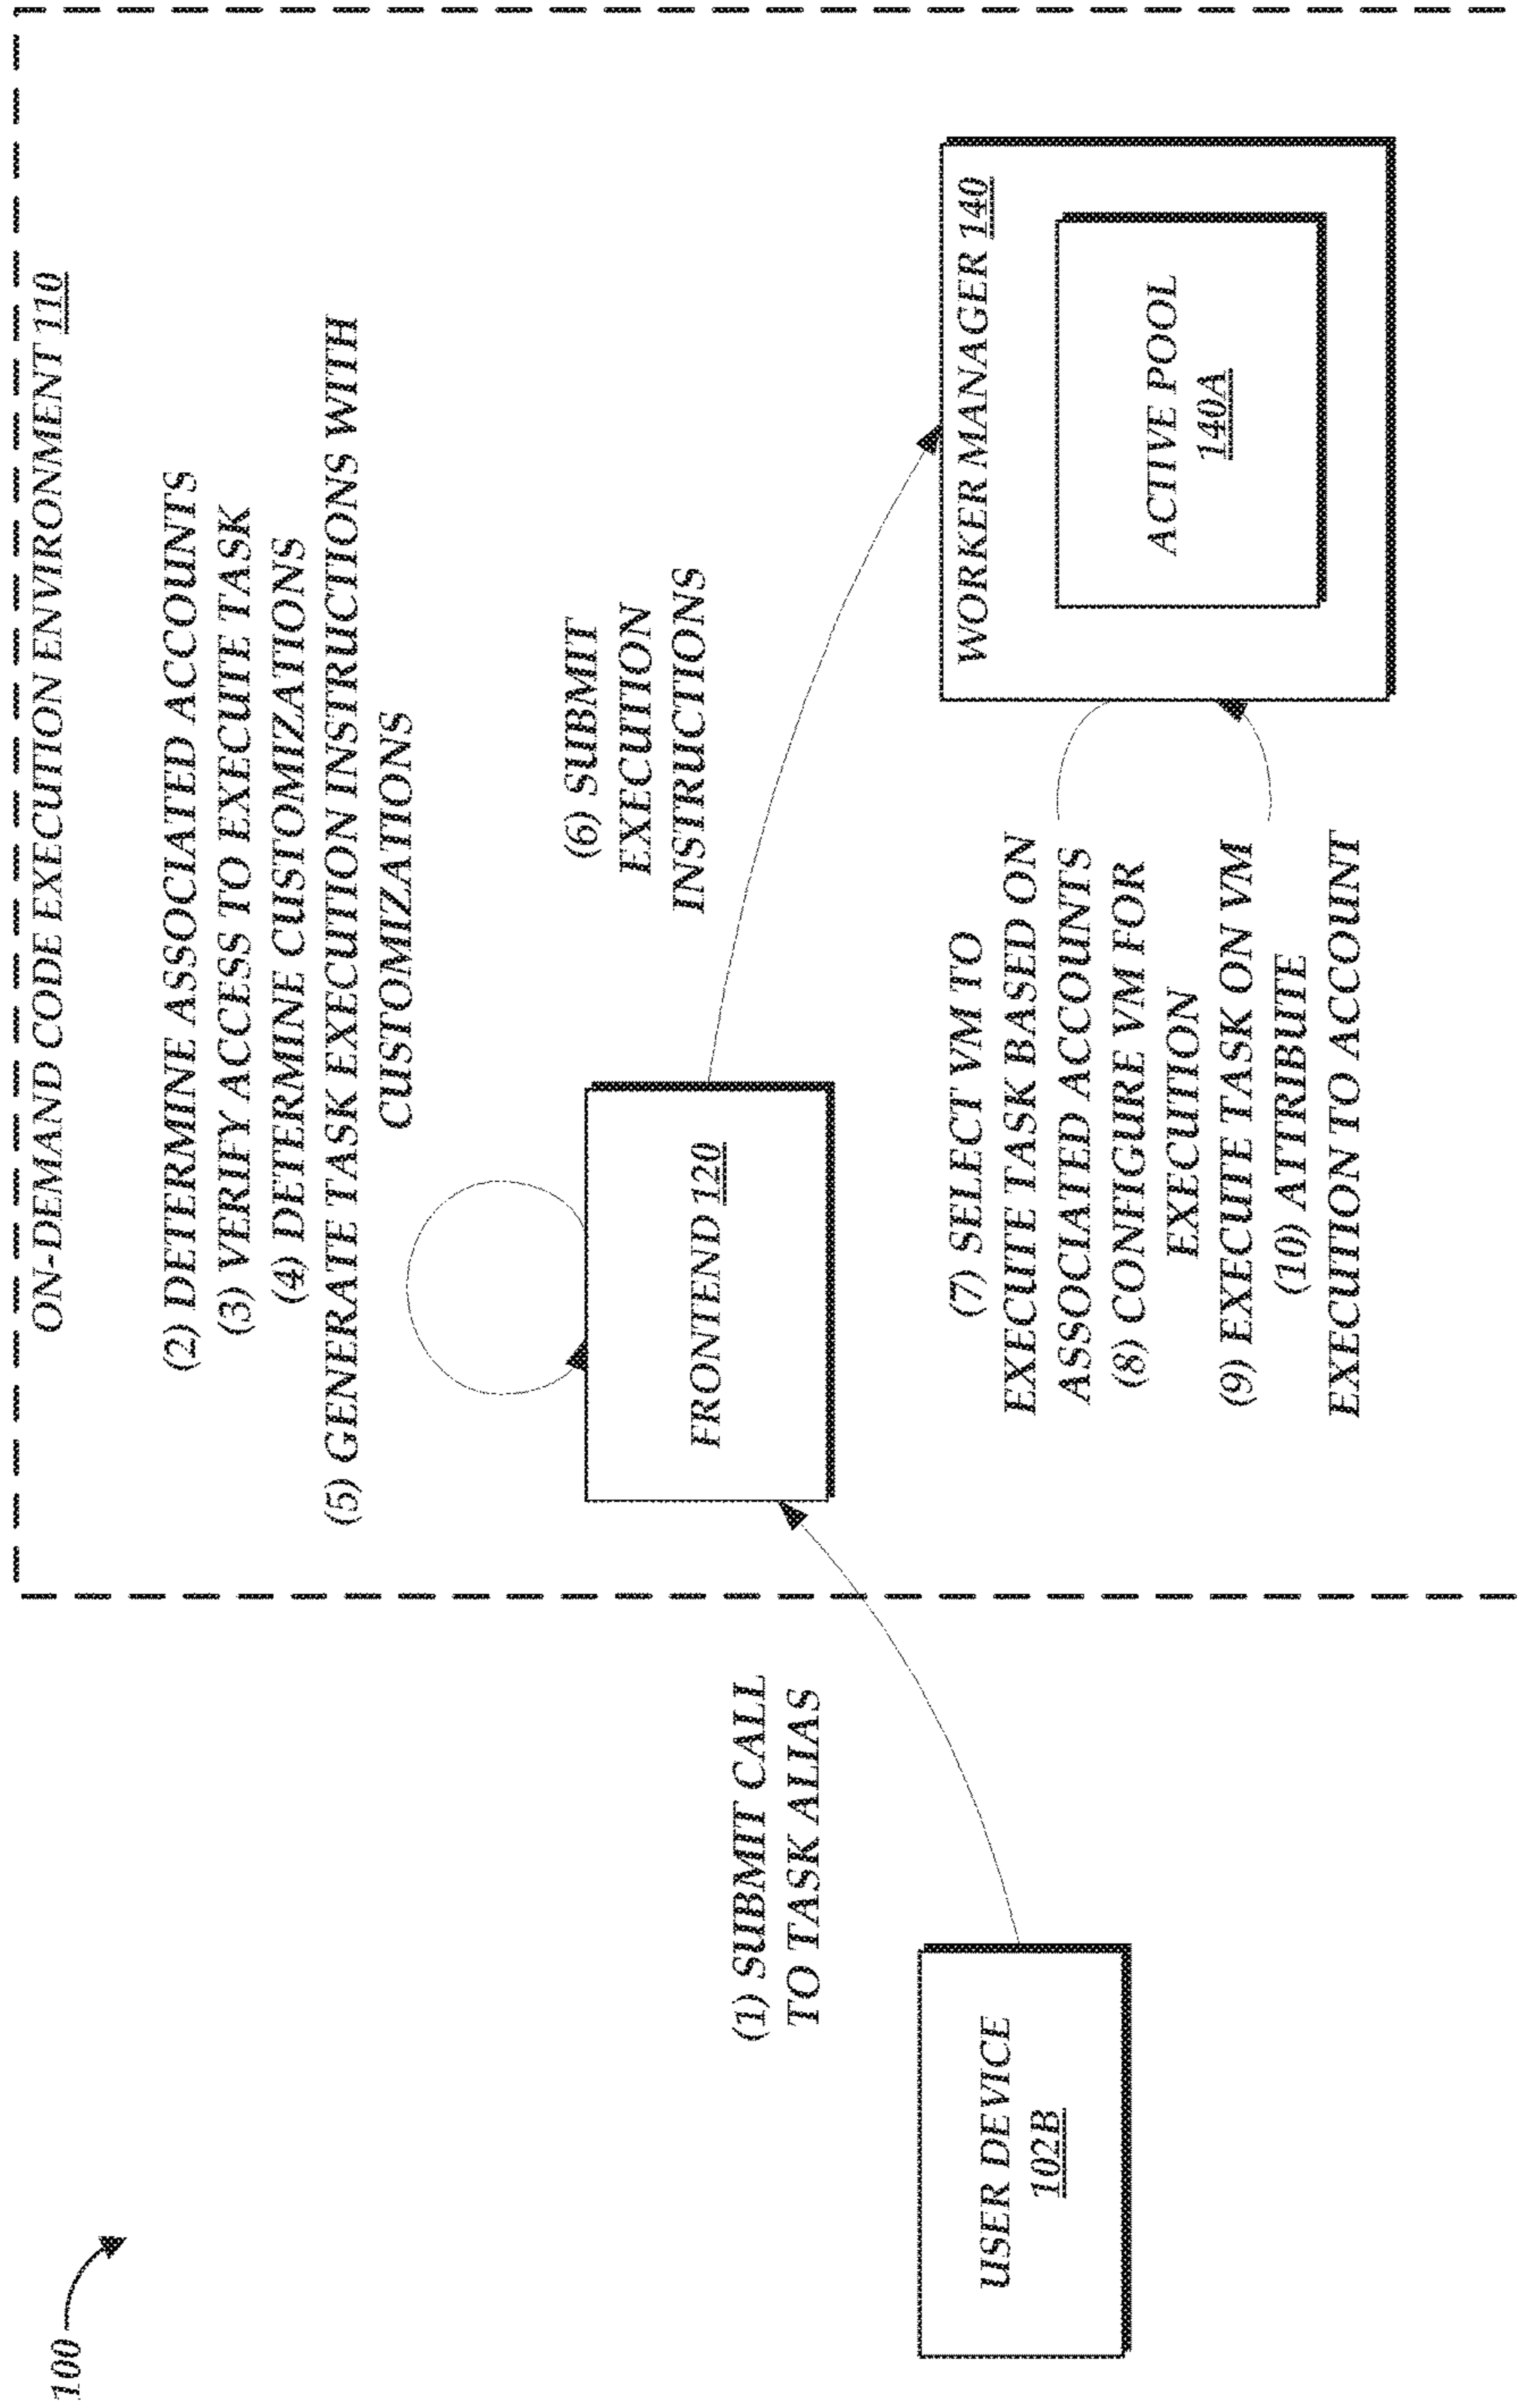 100
ON-DEMAND CODE EXECUTION ENVIRONMENT 110
(2) DETERMINE ASSOCIATED ACCOUNTS
(3) VERIFY ACCESS TO EXECUTE TASK
(4) DETERMINE CUSTOMIZATIONS
(5) GENERATE TASK EXECUTION INSTRUCTIONS WITH
CUSTOMIZATIONS
(6) SUBMIT
EXECUTION
INSTRUCTIONS
FRONTEND 120
(1) SUBMIT CALL
TO TASK ALIAS
USER DEVICE
102B
(7) SELECT VM TO
EXECUTE TASK BASED ON
ASSOCIATED ACCOUNTS
(8) CONFIGURE VM FOR
EXECUTION
(9) EXECUTE TASK ON VM
(10) ATTRIBUTE
EXECUTION TO ACCOUNT
WORKER MANAGER 140
ACTIVE POOL
140A